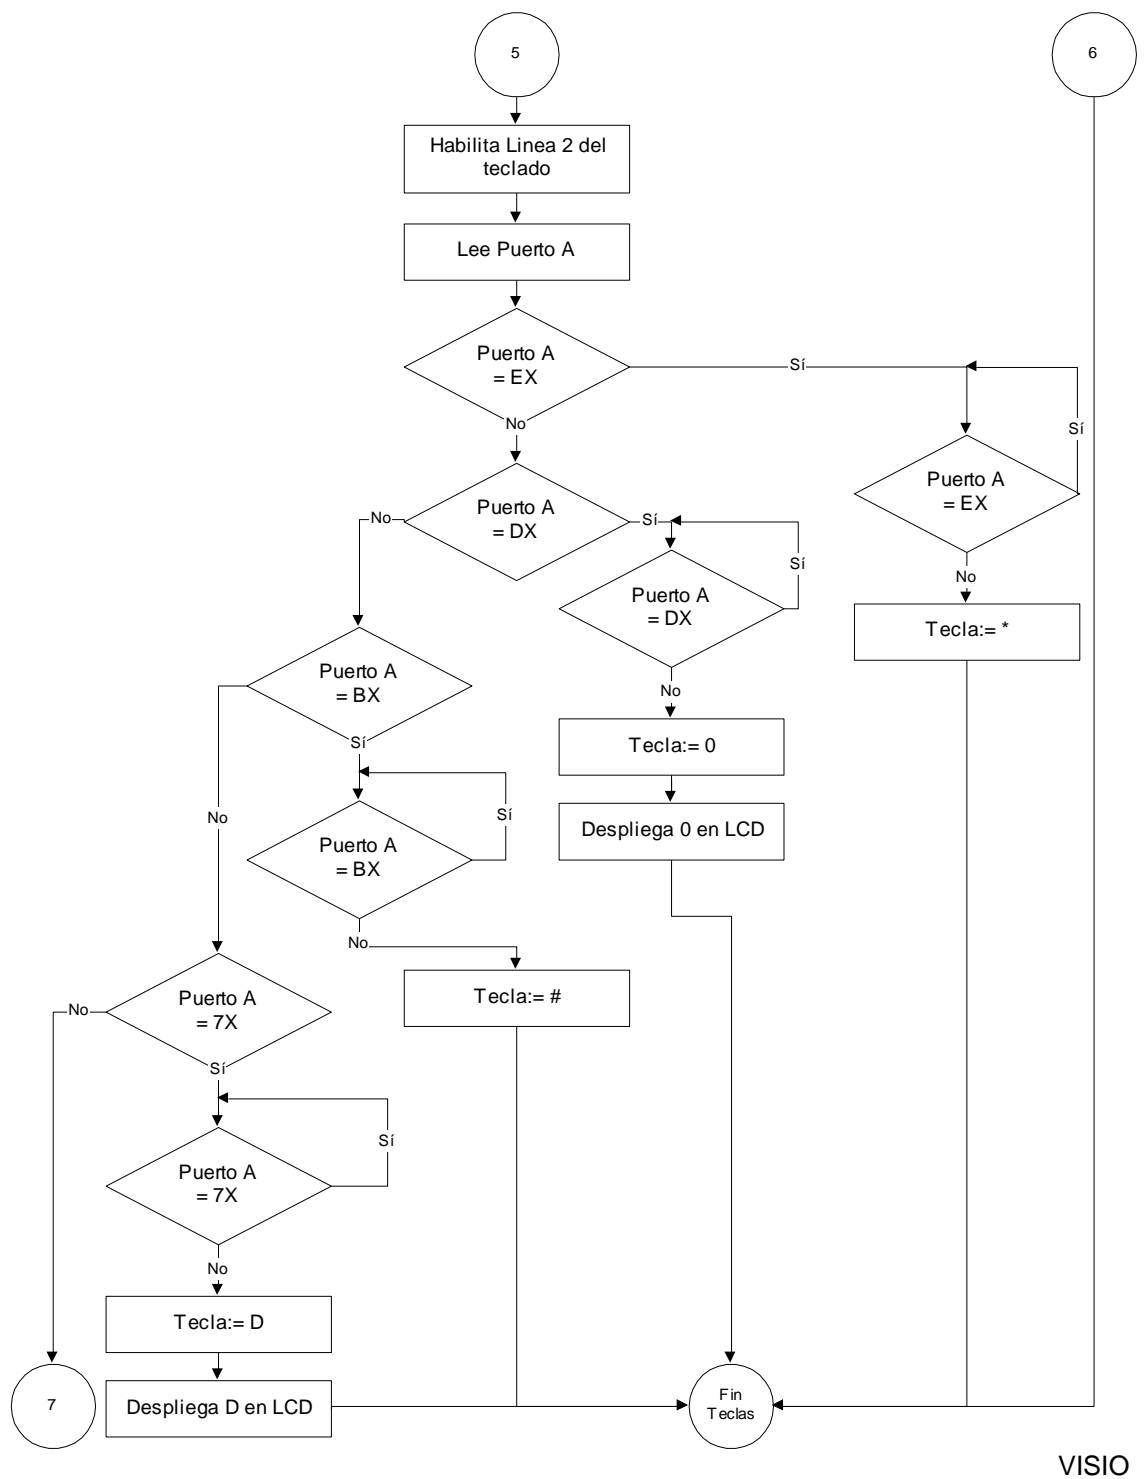 5
6
Habilita Linea 2 del
teclado
Lee Puerto A
Puerto A
= EX
Sí
No
Sí
Puerto A
= EX
Puerto A
= DX
No
Sí
Sí
No
Puerto A
= DX
Tecla:= *
Puerto A
= BX
No
Sí
Tecla:= 0
No
Sí
Despliega 0 en LCD
Puerto A
= BX
No
Puerto A
= 7X
Tecla:= #
No
Sí
Sí
Puerto A
= 7X
No
Tecla:= D
7
Despliega D en LCD
Fin
Teclas
VISIO